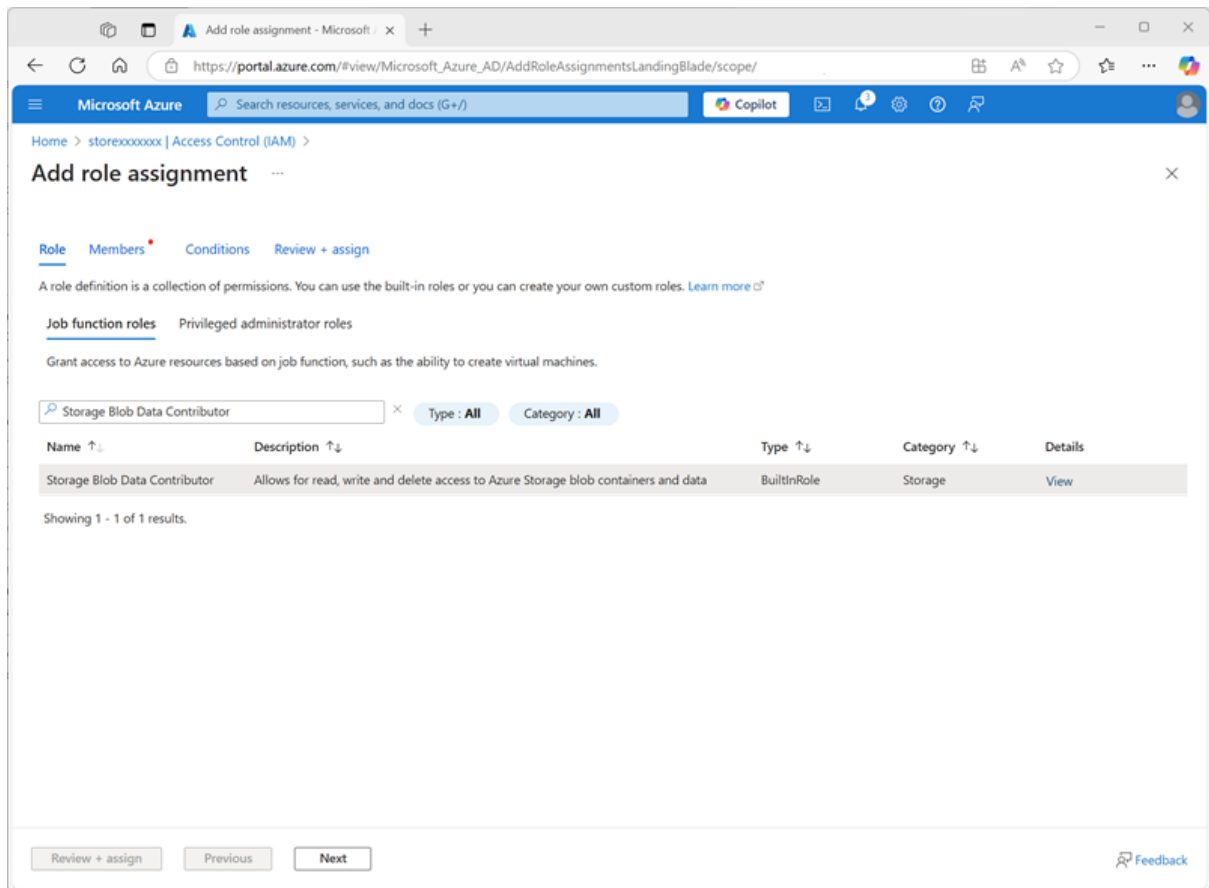 Add role assignment - Microsoft
https://portal.azure.com/#view/Microsoft_Azure_AD/AddRoleAssignmentsLandingBlade/scope/
Microsoft Azure Search resources, services, and docs (G+/) Copilot 3
Home > storexxxxxxx | Access Control (IAM) >
Add role assignment ...
Role Members Conditions Review + assign
A role definition is a collection of permissions. You can use the built-in roles or you can create your own custom roles. Learn more
Job function roles Privileged administrator roles
Grant access to Azure resources based on job function, such as the ability to create virtual machines.
Storage Blob Data Contributor Type : All Category : All
Name ↑↓ Description ↑↓ Type ↑↓ Category ↑↓ Details
Storage Blob Data Contributor Allows for read, write and delete access to Azure Storage blob containers and data BuiltInRole Storage View
Showing 1 - 1 of 1 results.
Review + assign Previous Next Feedback